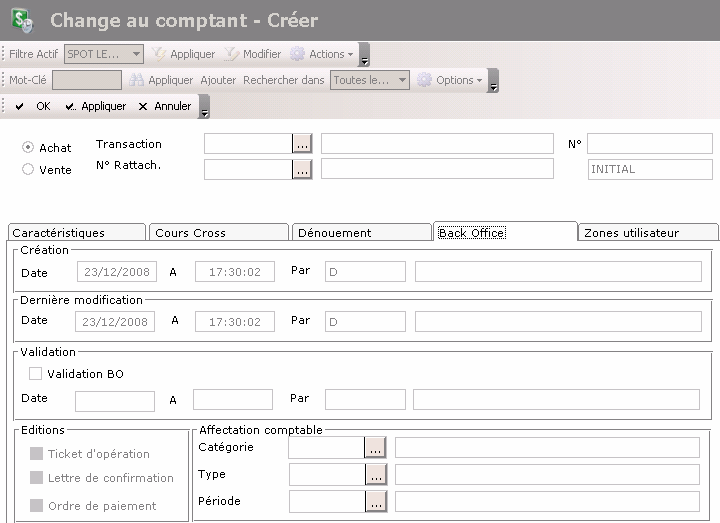 Change au comptant - Créer
Filtre Actif SPOT LE... Appliquer Modifier Actions
Mot-Clé Appliquer Ajouter Rechercher dans Toutes le... Options
OK Appliquer Annuler
Achat Transaction ... N°
Vente N° Rattach. ... INITIAL
Caractéristiques Cours Cross Dénouement Back Office Zones utilisateur
Création
Date 23/12/2008 A 17:30:02 Par D
Dernière modification
Date 23/12/2008 A 17:30:02 Par D
Validation
Validation BO
Date A Par
Editions Affectation comptable
Ticket d'opération Catégorie ...
Lettre de confirmation Type ...
Ordre de paiement Période ...